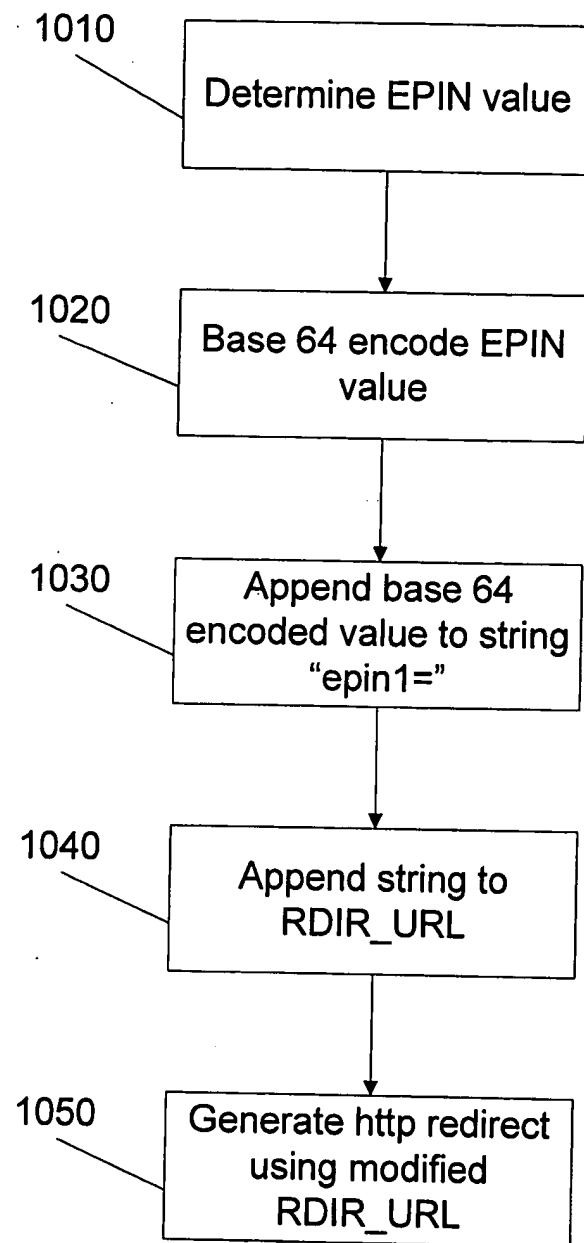 1010
Determine EPIN value
1020
Base 64 encode EPIN
value
1030
Append base 64
encoded value to string
“epin1=”
1040
Append string to
RDIR_URL
1050
Generate http redirect
using modified
RDIR_URL